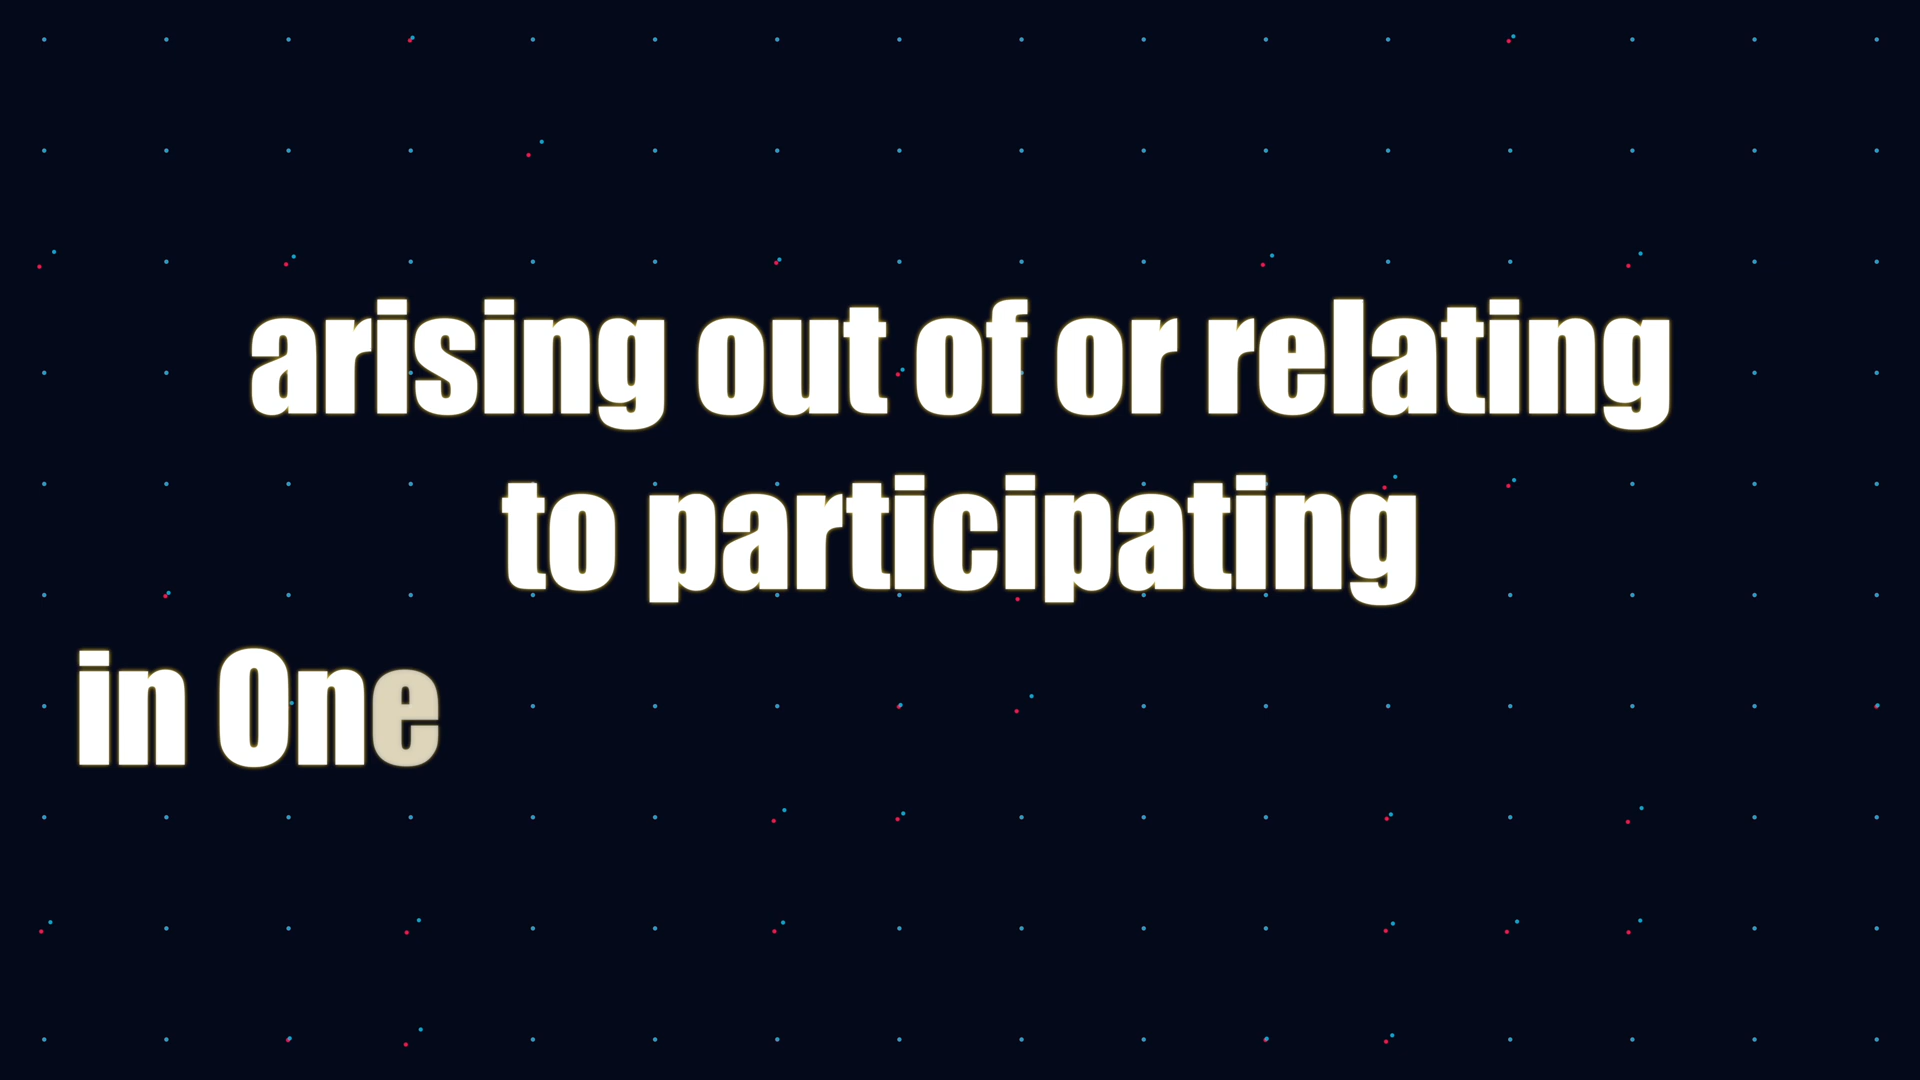 arising out of or relating
to participating
in One